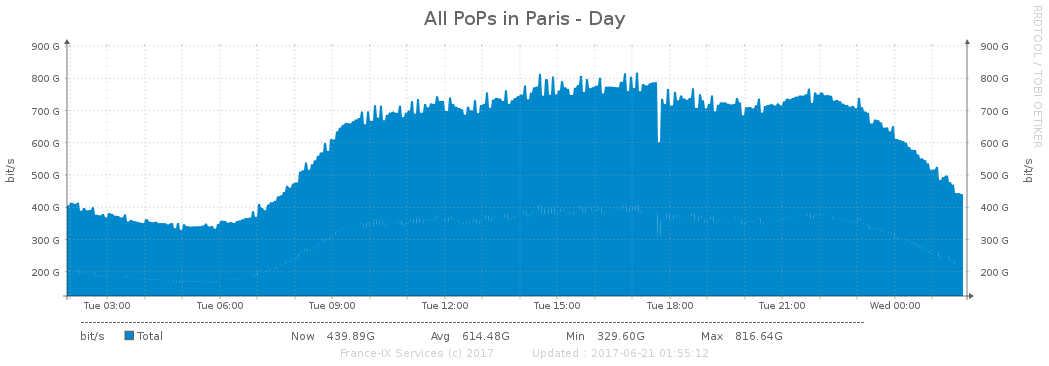 All PoPs in Paris - Day
RRDTOOL / TOBI OETIKER
900 G 900 G
800 G 800 G
700 G 700 G
600 G 600 G
500 G 500 G
400 G 400 G
300 G 300 G
200 G 200 G
bit/s bit/s
Tue 03:00 Tue 06:00 Tue 09:00 Tue 12:00 Tue 15:00 Tue 18:00 Tue 21:00 Wed 00:00
bit/s Total Now 439.89G Avg 614.48G Min 329.60G Max 816.64G
France-IX Services (c) 2017 Updated : 2017-06-21 01:55:12